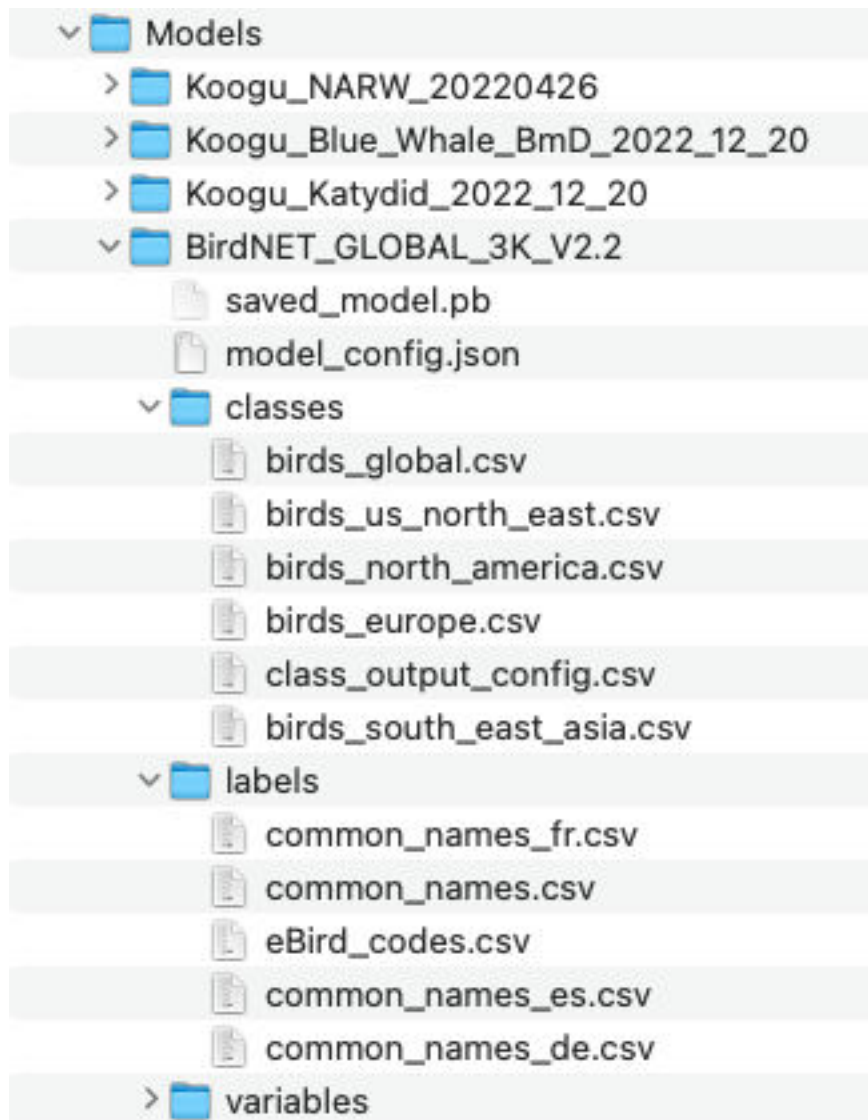 Models
Koogu_NARW_20220426
Koogu_Blue_Whale_BmD_2022_12_20
Koogu_Katydid_2022_12_20
BirdNET_GLOBAL_3K_V2.2
saved_model.pb
model_config.json
classes
birds_global.csv
birds_us_north_east.csv
birds_north_america.csv
birds_europe.csv
class_output_config.csv
birds_south_east_asia.csv
labels
common_names_fr.csv
common_names.csv
eBird_codes.csv
common_names_es.csv
common_names_de.csv
variables